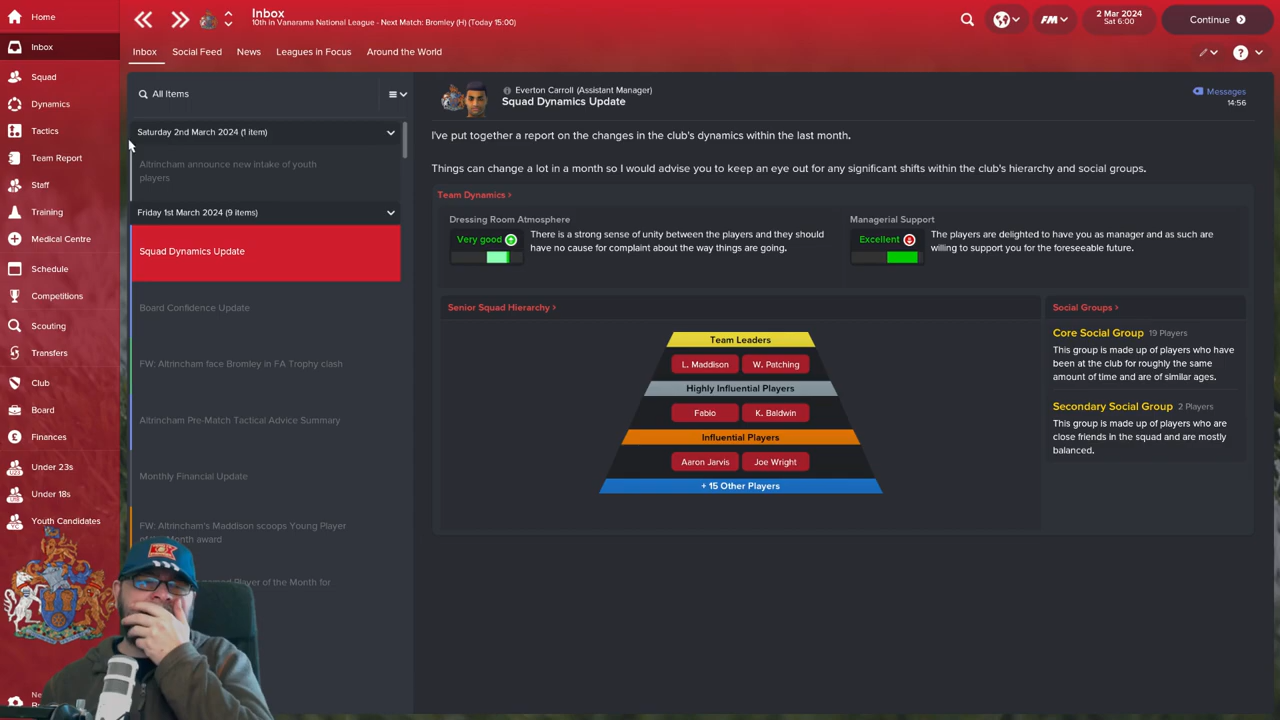 Home
Inbox
10th in Vanarama National League - Next Match: Bromley (H) (Today 15:00)
FM
2 Mar 2024
Sat 6:00
Continue
Inbox
Squad
Dynamics
Tactics
Team Report
Staff
Training
Medical Centre
Schedule
Competitions
Scouting
Transfers
Club
Board
Finances
Under 23s
Under 18s
Youth Candidates
Inbox
Social Feed
News
Leagues in Focus
Around the World
?
All Items
Saturday 2nd March 2024 (1 item)
Altrincham announce new intake of youth
players
Friday 1st March 2024 (9 items)
Squad Dynamics Update
Board Confidence Update
FW: Altrincham face Bromley in FA Trophy clash
Altrincham Pre-Match Tactical Advice Summary
Monthly Financial Update
FW: Altrincham's Maddison scoops Young Player
Month award
named Player of the Month for
Everton Carroll (Assistant Manager)
Squad Dynamics Update
Messages
14:56
I've put together a report on the changes in the club's dynamics within the last month.
Things can change a lot in a month so I would advise you to keep an eye out for any significant shifts within the club's hierarchy and social groups.
Team Dynamics >
Dressing Room Atmosphere
Very good
There is a strong sense of unity between the players and they should
have no cause for complaint about the way things are going.
Managerial Support
Excellent
The players are delighted to have you as manager and as such are
willing to support you for the foreseeable future.
Senior Squad Hierarchy >
Team Leaders
L. Maddison
W. Patching
Highly Influential Players
Fabio
K. Baldwin
Influential Players
Aaron Jarvis
Joe Wright
+ 15 Other Players
Social Groups >
Core Social Group 19 Players
This group is made up of players who have
been at the club for roughly the same
amount of time and are of similar ages.
Secondary Social Group 2 Players
This group is made up of players who are
close friends in the squad and are mostly
balanced.